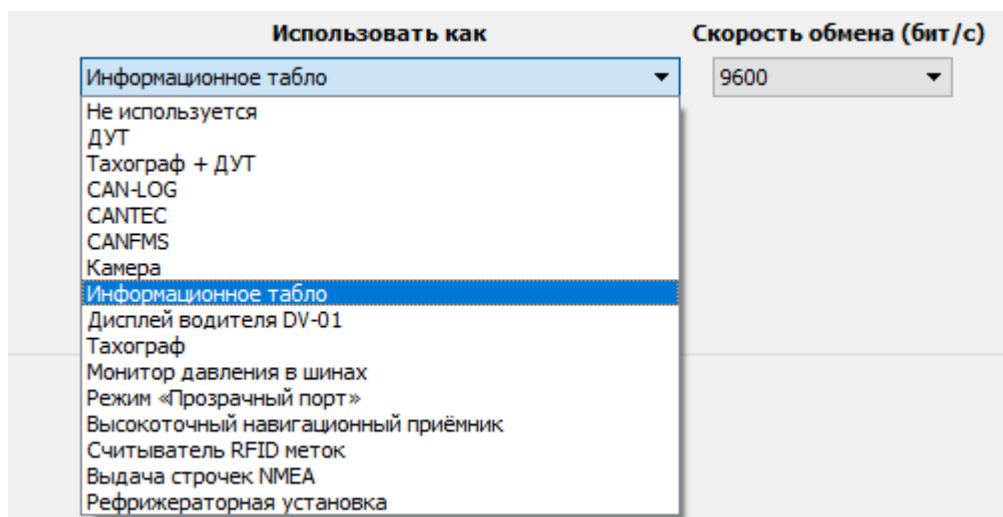 Использовать как
Скорость обмена (бит/с)
Информационное табло
9600
Не используется
ДУТ
Тахограф + ДУТ
CAN-LOG
CANTEC
CANFMS
Камера
Информационное табло
Дисплей водителя DV-01
Тахограф
Монитор давления в шинах
Режим «Прозрачный порт»
Высокоточный навигационный приёмник
Считыватель RFID меток
Выдача строчек NMEA
Рефрижераторная установка